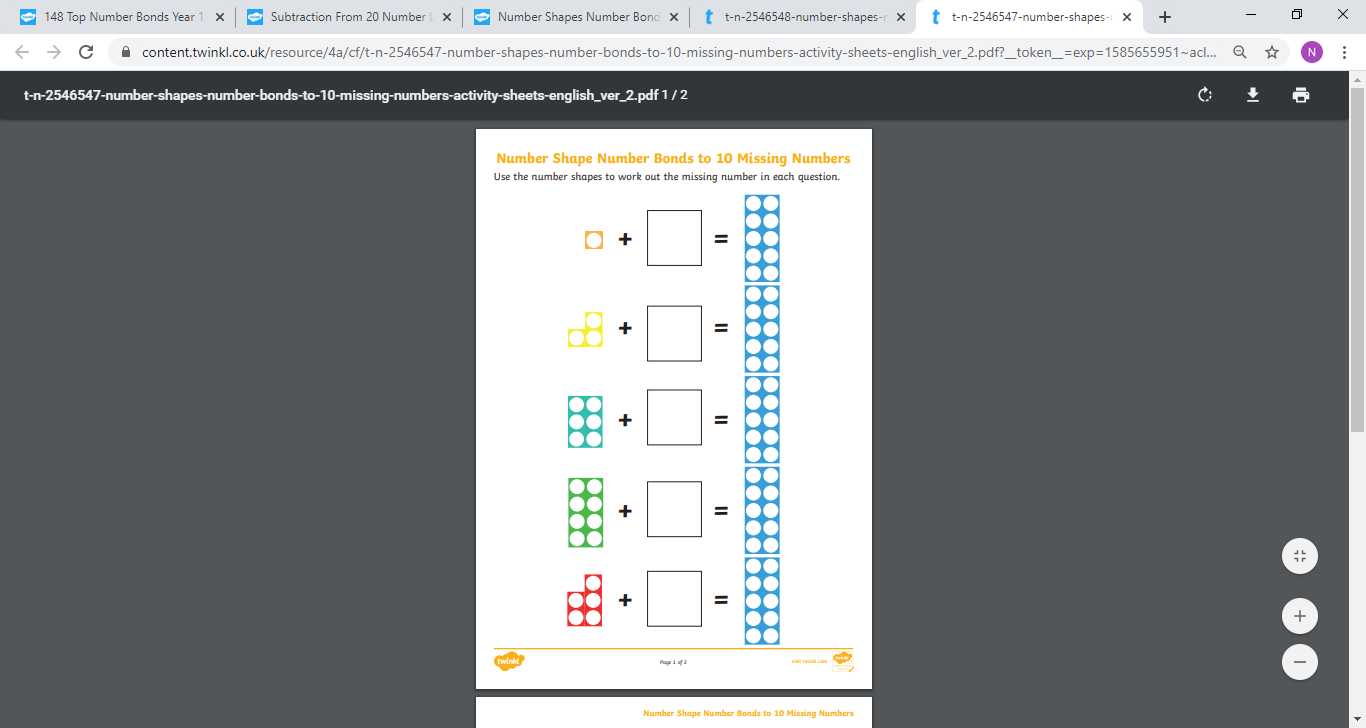 148 Top Number Bonds Year 1
Subtraction From 20 Number L
Number Shapes Number Bond
t-n-2546548-number-shapes-n
t-n-2546547-number-shapes-n
content.twinkl.co.uk/resource/4a/cf/t-n-2546547-number-shapes-number-bonds-to-10-missing-numbers-activity-sheets-english_ver_2.pdf?__token__=exp=1585655951~acl...
N
t-n-2546547-number-shapes-number-bonds-to-10-missing-numbers-activity-sheets-english_ver_2.pdf 1 / 2
Number Shape Number Bonds to 10 Missing Numbers
Use the number shapes to work out the missing number in each question.
+ =
+ =
+ =
+ =
+ =
twinkl
Page 1 of 2
visit twinkl.com
twinkl
Number Shape Number Bonds to 10 Missing Numbers